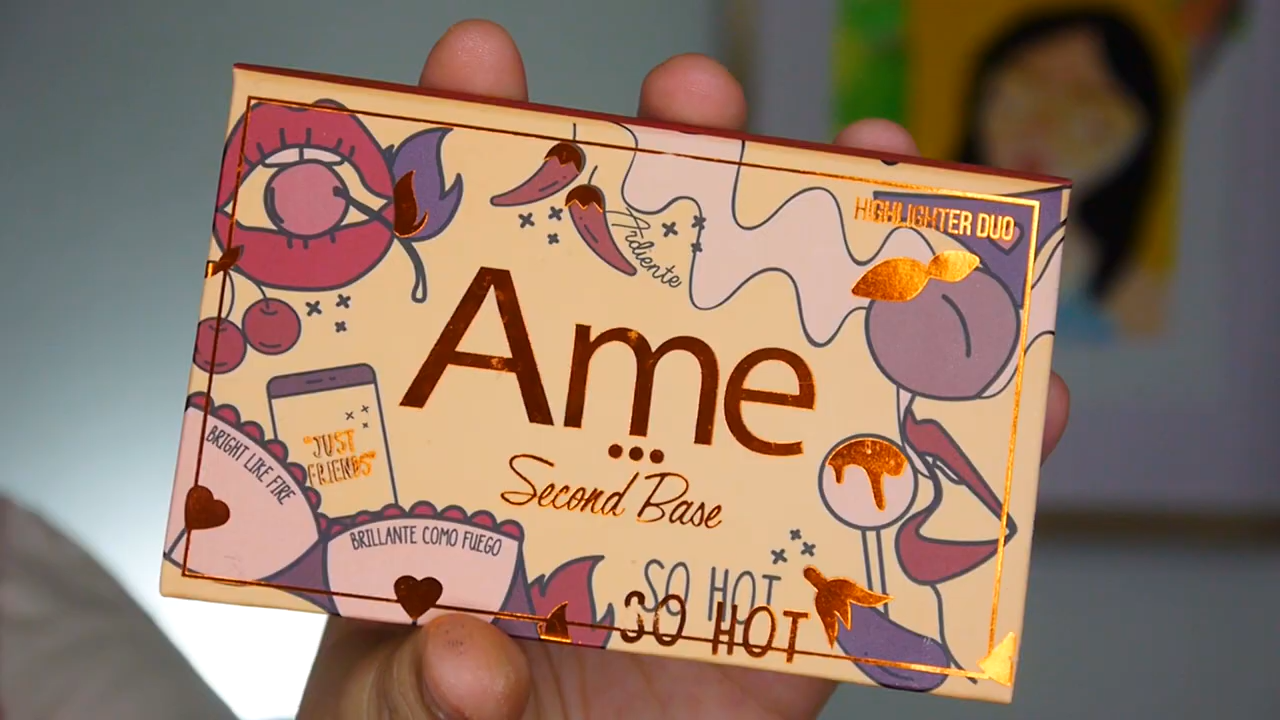 HIGHLIGHTER DUO
Ardiente
Ame
"JUST
FRIENDS"
BRIGHT LIKE FIRE
Second Base
BRILLANTE COMO FUEGO
SO HOT
SO HOT